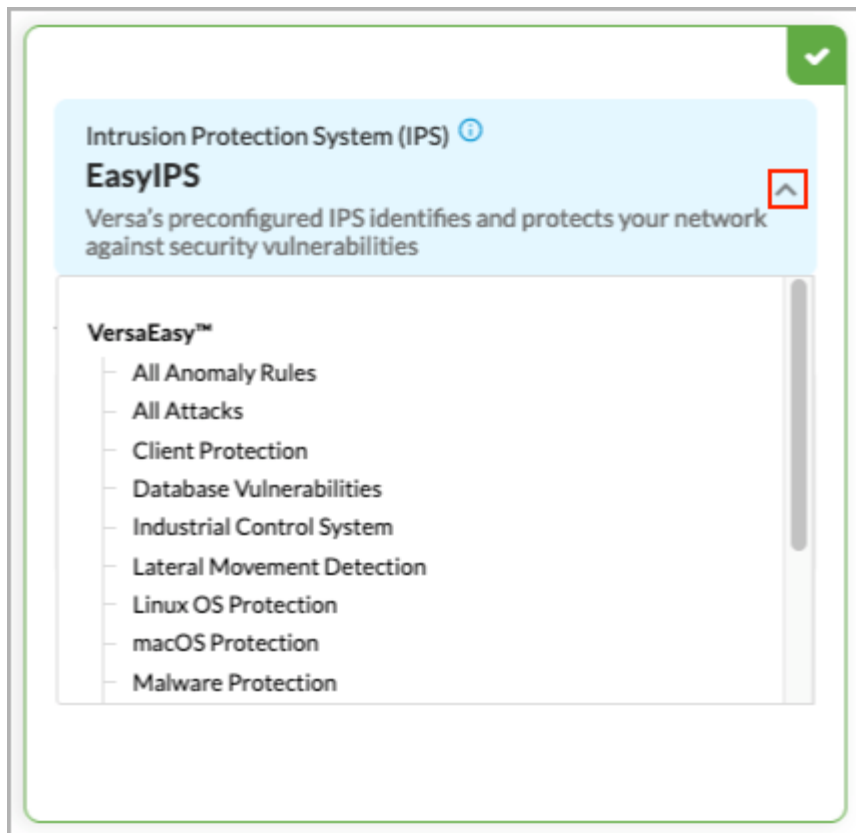 Intrusion Protection System (IPS)
EasyIPS
Versa's preconfigured IPS identifies and protects your network
against security vulnerabilities
VersaEasy™
All Anomaly Rules
All Attacks
Client Protection
Database Vulnerabilities
Industrial Control System
Lateral Movement Detection
Linux OS Protection
macOS Protection
Malware Protection